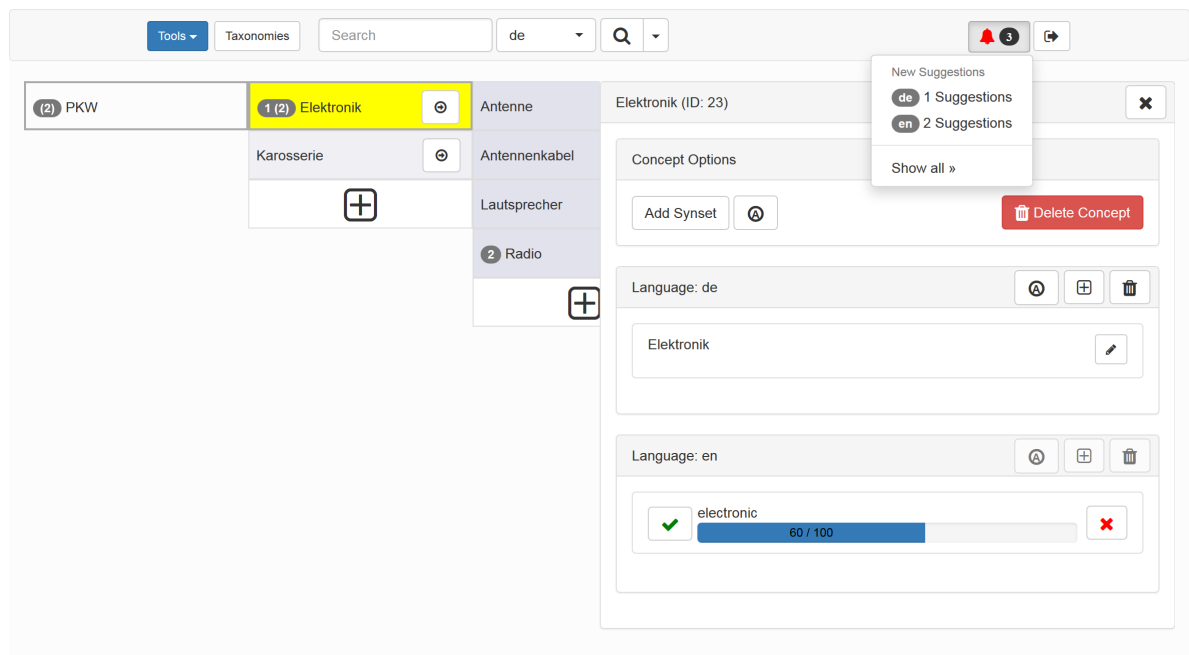 Tools Taxonomies Search de 3
New Suggestions
de 1 Suggestions
en 2 Suggestions
Show all »
(2) PKW
1 (2) Elektronik
Karosserie
Antenne
Antennenkabel
Lautsprecher
2 Radio
Elektronik (ID: 23)
Concept Options
Add Synset A Delete Concept
Language: de A
Elektronik
Language: en A
electronic
60 / 100